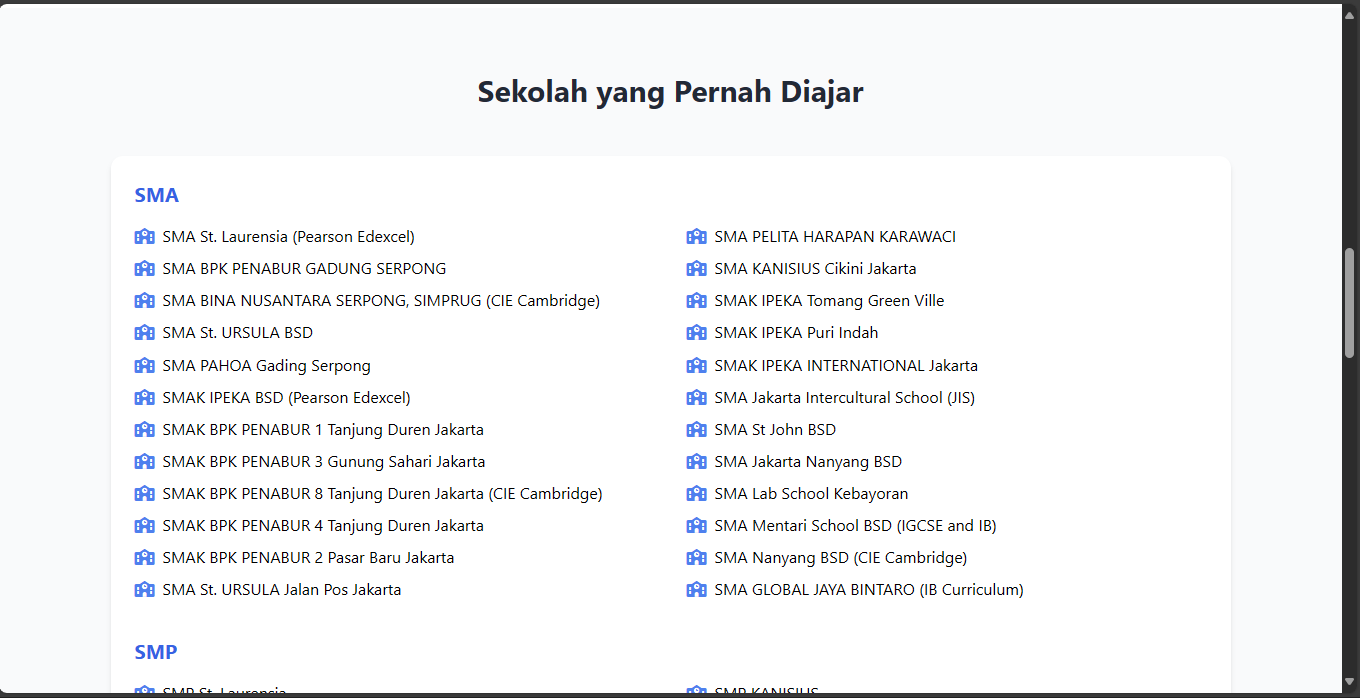 Sekolah yang Pernah Diajar
SMA
SMA St. Laurensia (Pearson Edexcel)
SMA BPK PENABUR GADUNG SERPONG
SMA BINA NUSANTARA SERPONG, SIMPRUG (CIE Cambridge)
SMA St. URSULA BSD
SMA PAHOA Gading Serpong
SMAK IPEKA BSD (Pearson Edexcel)
SMAK BPK PENABUR 1 Tanjung Duren Jakarta
SMAK BPK PENABUR 3 Gunung Sahari Jakarta
SMAK BPK PENABUR 8 Tanjung Duren Jakarta (CIE Cambridge)
SMAK BPK PENABUR 4 Tanjung Duren Jakarta
SMAK BPK PENABUR 2 Pasar Baru Jakarta
SMA St. URSULA Jalan Pos Jakarta
SMA PELITA HARAPAN KARAWACI
SMA KANISIUS Cikini Jakarta
SMAK IPEKA Tomang Green Ville
SMAK IPEKA Puri Indah
SMAK IPEKA INTERNATIONAL Jakarta
SMA Jakarta Intercultural School (JIS)
SMA St John BSD
SMA Jakarta Nanyang BSD
SMA Lab School Kebayoran
SMA Mentari School BSD (IGCSE and IB)
SMA Nanyang BSD (CIE Cambridge)
SMA GLOBAL JAYA BINTARO (IB Curriculum)
SMP
SMP St. Laurensia
SMP KANISIUS